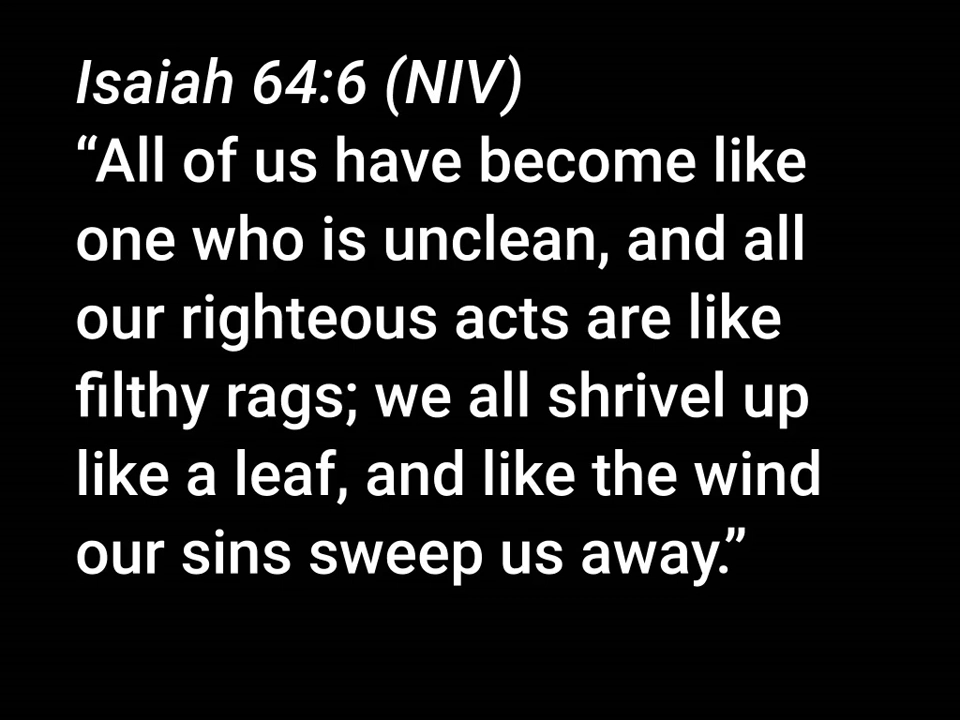 Isaiah 64:6 (NIV)
“All of us have become like
one who is unclean, and all
our righteous acts are like
filthy rags; we all shrivel up
like a leaf, and like the wind
our sins sweep us away.”